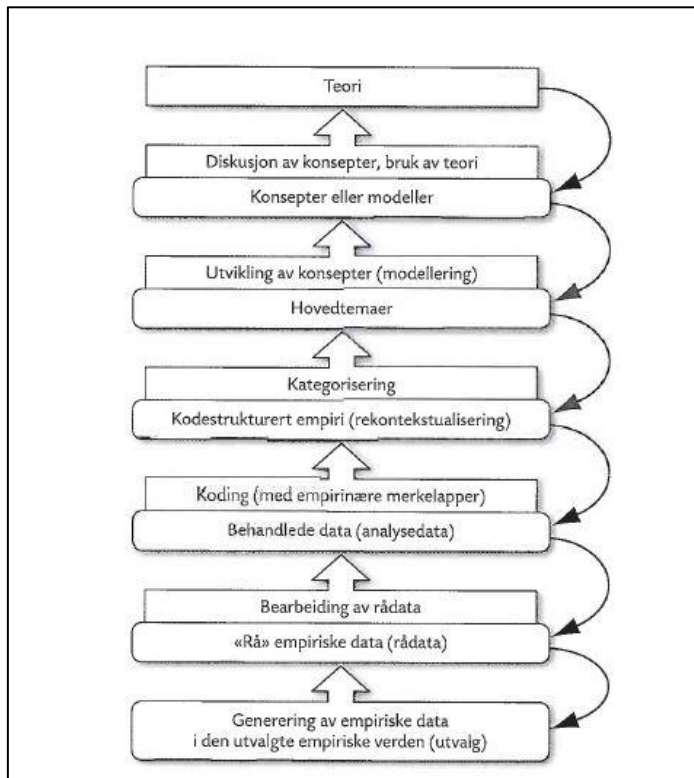 Teori
Diskusjon av konsepter, bruk av teori
Konsepter eller modeller
Utvikling av konsepter (modellering)
Hovedtemaer
Kategorisering
Kodestrukturert empiri (rekontekstualisering)
Koding (med empirinære merkelapper)
Behandlede data (analysedata)
Bearbeiding av rådata
«Rå» empiriske data (rådata)
Generering av empiriske data
i den utvalgte empiriske verden (utvalg)